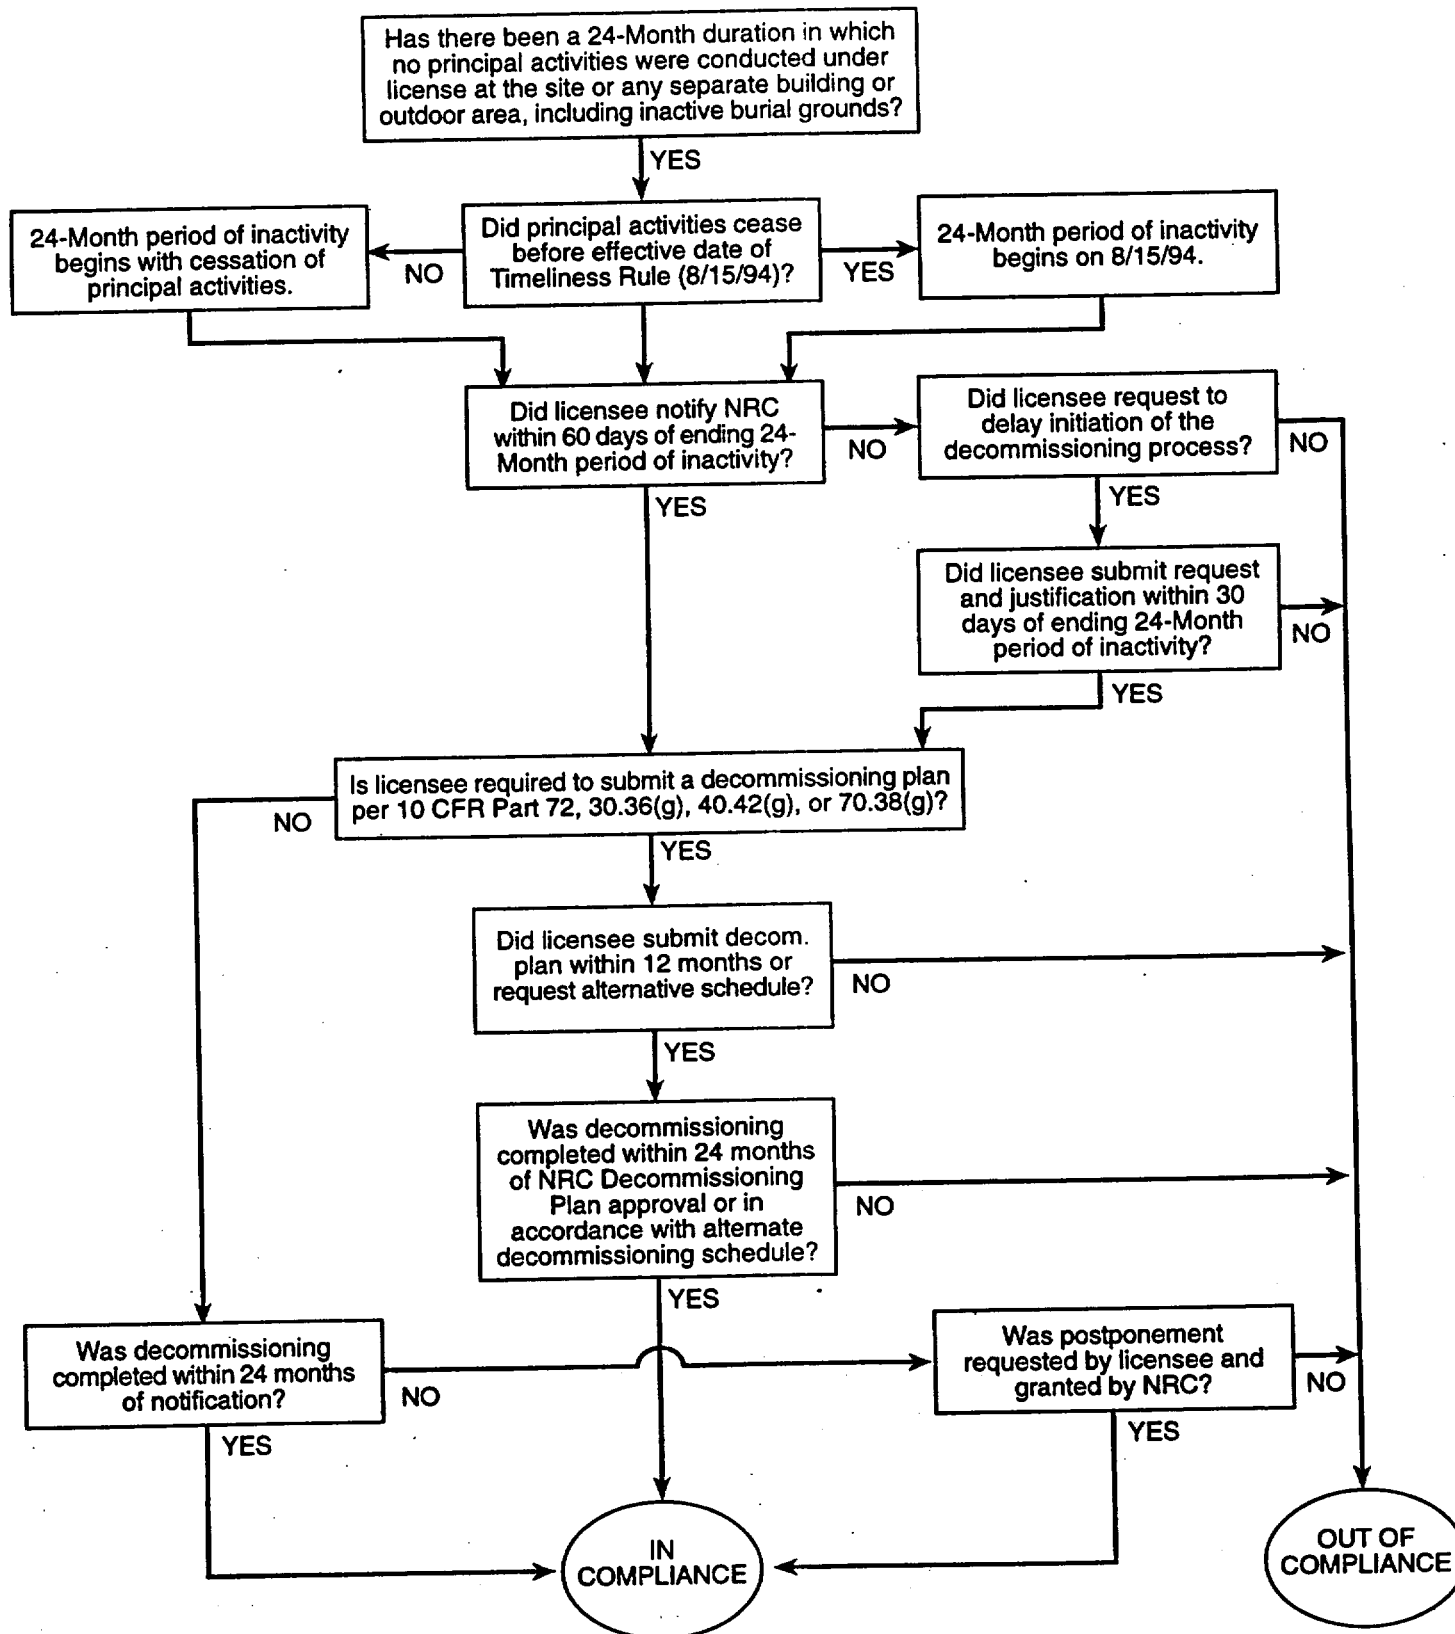 Has there been a 24-Month duration in which
no principal activities were conducted under
license at the site or any separate building or
outdoor area, including inactive burial grounds?
YES
24-Month period of inactivity
begins with cessation of
principal activities.
NO
Did principal activities cease
before effective date of
Timeliness Rule (8/15/94)?
YES
24-Month period of inactivity
begins on 8/15/94.
Did licensee notify NRC
within 60 days of ending 24-
Month period of inactivity?
NO
YES
Did licensee request to
delay initiation of the
decommissioning process?
NO
YES
Did licensee submit request
and justification within 30
days of ending 24-Month
period of inactivity?
NO
YES
Is licensee required to submit a decommissioning plan
per 10 CFR Part 72, 30.36(g), 40.42(g), or 70.38(g)?
NO
YES
Did licensee submit decom.
plan within 12 months or
request alternative schedule?
NO
YES
Was decommissioning
completed within 24 months
of NRC Decommissioning
Plan approval or in
accordance with alternate
decommissioning schedule?
NO
YES
Was decommissioning
completed within 24 months
of notification?
NO
YES
Was postponement
requested by licensee and
granted by NRC?
NO
YES
IN
COMPLIANCE
OUT OF
COMPLIANCE